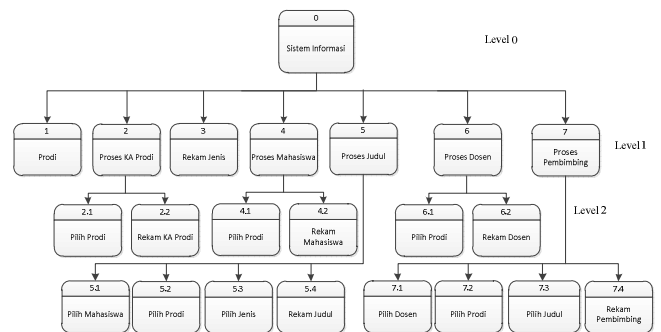 0
Sistem Informasi
Level 0
1
Prodi
2
Proses KA Prodi
3
Rekam Jenis
4
Proses Mahasiswa
5
Proses Judul
6
Proses Dosen
7
Proses
Pembimbing
Level 1
2.1
Pilih Prodi
2.2
Rekam KA Prodi
4.1
Pilih Prodi
4.2
Rekam
Mahasiswa
6.1
Pilih Prodi
6.2
Rekam Dosen
Level 2
5.1
Pilih Mahasiswa
5.2
Pilih Prodi
5.3
Pilih Jenis
5.4
Rekam Judul
7.1
Pilih Dosen
7.2
Pilih Prodi
7.3
Pilih Judul
7.4
Rekam
Pembimbing